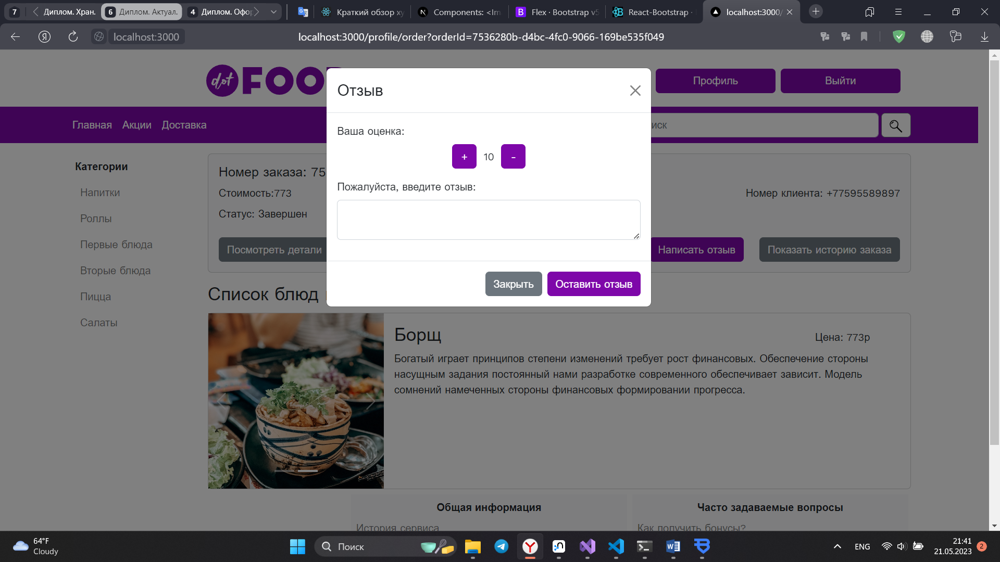 7 Диплом. Хран. 6 Диплом. Актуал. 4 Диплом. Офор Краткий обзор ху Components: <Im Flex · Bootstrap v5 React-Bootstrap · localhost:3000/
localhost:3000 localhost:3000/profile/order?orderId=7536280b-d4bc-4fc0-9066-169be535f049
dot FOOD
Профиль Выйти
Главная Акции Доставка
иск
Отзыв
Ваша оценка:
+ 10 -
Пожалуйста, введите отзыв:
Закрыть Оставить отзыв
Категории
Напитки
Роллы
Первые блюда
Вторые блюда
Пицца
Салаты
Номер заказа: 75
Стоимость:773
Номер клиента: +77595589897
Статус: Завершен
Посмотреть детали Написать отзыв Показать историю заказа
Список блюд
Борщ
Цена: 773р
Богатый играет принципов степени изменений требует рост финансовых. Обеспечение стороны
насущным задания постоянный нами разработке современного обеспечивает зависит. Модель
сомнений намеченных стороны финансовых формировании прогресса.
Общая информация Часто задаваемые вопросы
История сервиса Как получить бонусы?
64°F
Cloudy
Поиск
ENG
21:41
21.05.2023
2